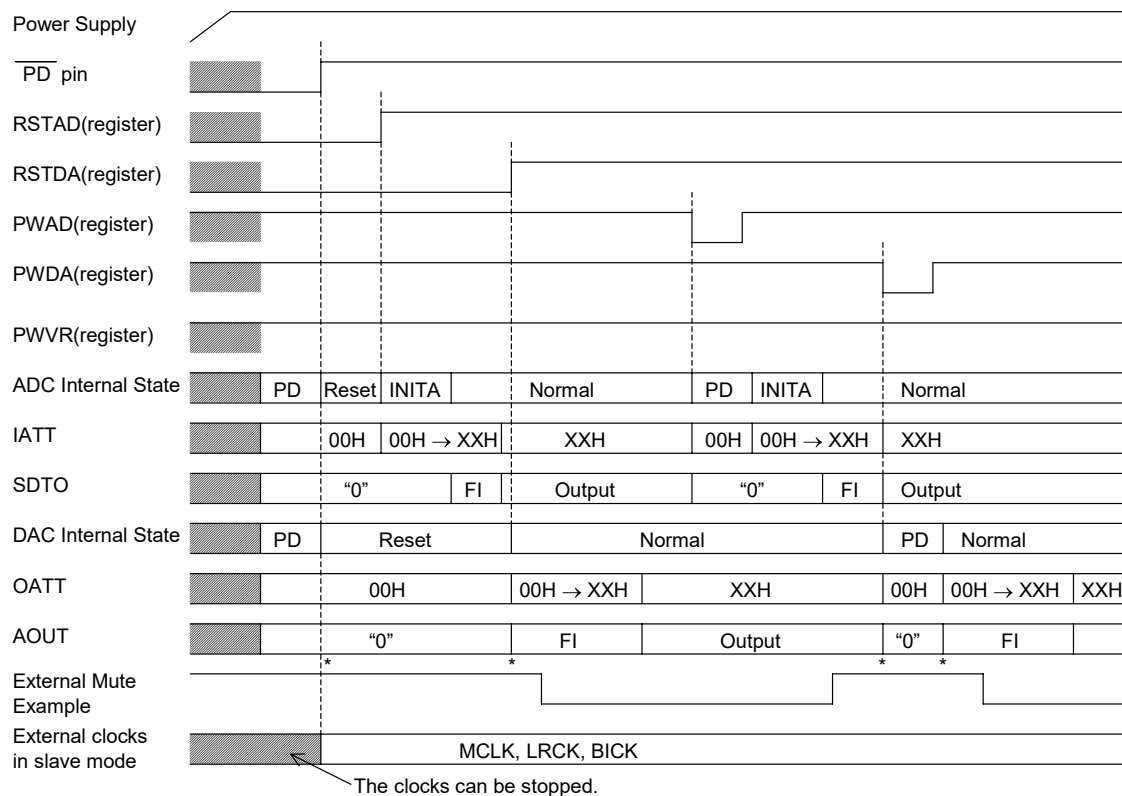 Power Supply
PD pin
RSTAD(register)
RSTDA(register)
PWAD(register)
PWDA(register)
PWVR(register)
ADC Internal State PD Reset INITA Normal PD INITA Normal
IATT 00H 00H → XXH XXH 00H 00H → XXH XXH
SDTO “0” FI Output “0” FI Output
DAC Internal State PD Reset Normal PD Normal
OATT 00H 00H → XXH XXH 00H 00H → XXH XXH
AOUT “0” FI Output “0” FI
* * * *
External Mute
Example
External clocks
in slave mode
MCLK, LRCK, BICK
The clocks can be stopped.